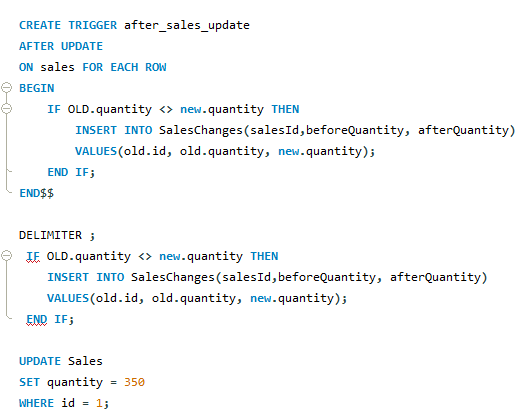 CREATE TRIGGER after_sales_update
AFTER UPDATE
ON sales FOR EACH ROW
BEGIN
    IF OLD.quantity <> new.quantity THEN
        INSERT INTO SalesChanges(salesId,beforeQuantity, afterQuantity)
        VALUES(old.id, old.quantity, new.quantity);
    END IF;
END$$

DELIMITER ;
 IF OLD.quantity <> new.quantity THEN
        INSERT INTO SalesChanges(salesId,beforeQuantity, afterQuantity)
        VALUES(old.id, old.quantity, new.quantity);
 END IF;

UPDATE Sales
SET quantity = 350
WHERE id = 1;